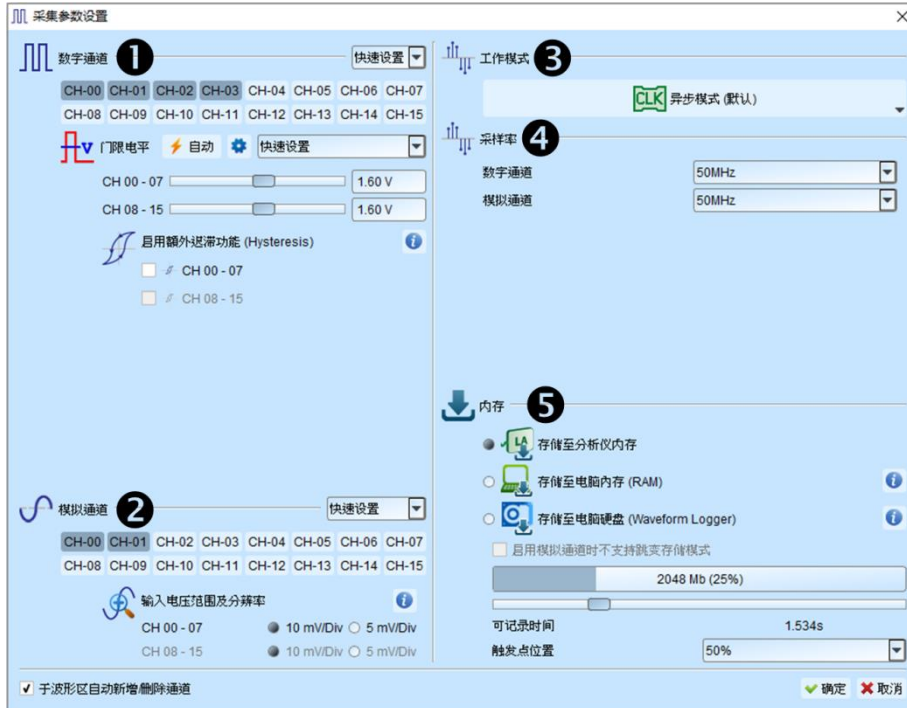 采集参数设置
数字通道 ❶ 快速设置
CH-00 CH-01 CH-02 CH-03 CH-04 CH-05 CH-06 CH-07
CH-08 CH-09 CH-10 CH-11 CH-12 CH-13 CH-14 CH-15
V 门限电平 自动 快速设置
CH 00 - 07 1.60 V
CH 08 - 15 1.60 V
启用額外迟滞功能 (Hysteresis)
CH 00 - 07
CH 08 - 15
模拟通道 ❷ 快速设置
CH-00 CH-01 CH-02 CH-03 CH-04 CH-05 CH-06 CH-07
CH-08 CH-09 CH-10 CH-11 CH-12 CH-13 CH-14 CH-15
输入电压范围及分辨率
CH 00 - 07 10 mV/Div 5 mV/Div
CH 08 - 15 10 mV/Div 5 mV/Div
于波形区自动新增/删除通道
工作模式 ❸
CLK 异步模式 (默认)
采样率 ❹
数字通道 50MHz
模拟通道 50MHz
内存 ❺
LA 存储至分析仪内存
存储至电脑内存 (RAM)
存储至电脑硬盘 (Waveform Logger)
启用模拟通道时不支持跳变存储模式
2048 Mb (25%)
可记录时间 1.534s
触发点位置 50%
确定 取消